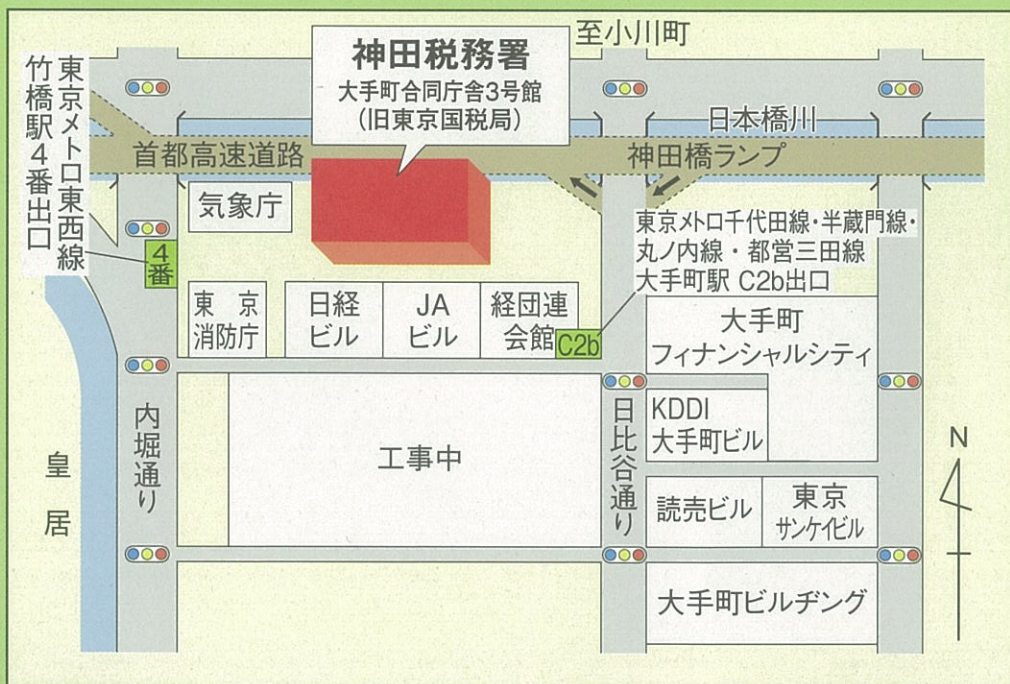 至小川町
神田税務署
大手町合同庁舎3号館
(旧東京国税局)
東京メトロ東西線
竹橋駅4番出口
日本橋川
首都高速道路
神田橋ランプ
気象庁
4番
東京メトロ千代田線・半蔵門線・
丸ノ内線・都営三田線
大手町駅 C2b出口
東京
消防庁
日経
ビル
JA
ビル
経団連
会館
C2b
大手町
フィナンシャルシティ
内堀通り
工事中
日比谷通り
KDDI
大手町ビル
皇居
読売ビル
東京
サンケイビル
大手町ビルヂング
N